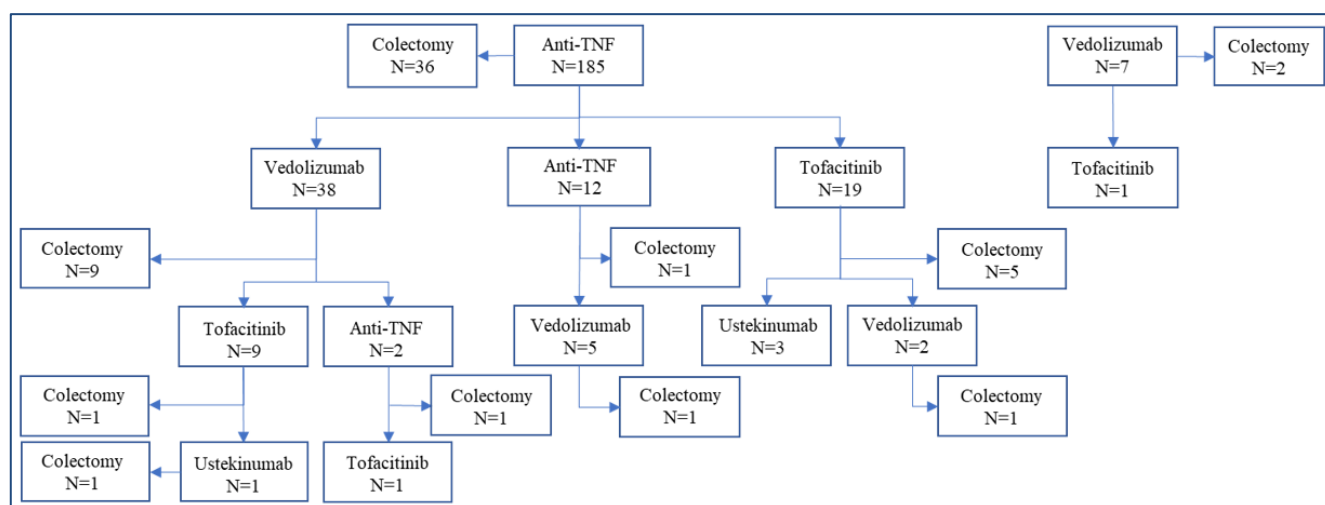 Colectomy
N=36
Anti-TNF
N=185
Vedolizumab
N=7
Colectomy
N=2
Vedolizumab
N=38
Anti-TNF
N=12
Tofacitinib
N=19
Tofacitinib
N=1
Colectomy
N=9
Colectomy
N=1
Colectomy
N=5
Tofacitinib
N=9
Anti-TNF
N=2
Vedolizumab
N=5
Ustekinumab
N=3
Vedolizumab
N=2
Colectomy
N=1
Colectomy
N=1
Colectomy
N=1
Colectomy
N=1
Colectomy
N=1
Ustekinumab
N=1
Tofacitinib
N=1